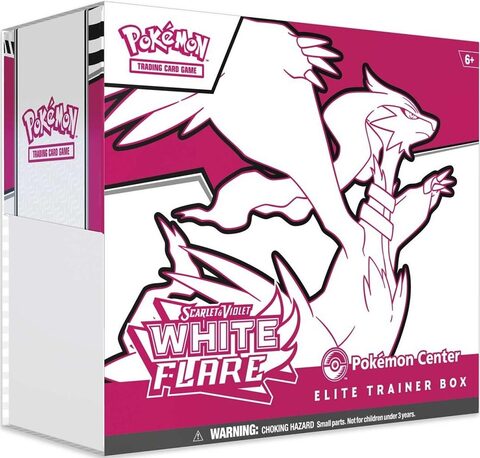 Pokémon
TRADING CARD GAME
6+
Pokémon
TRADING CARD GAME
SCARLET & VIOLET
WHITE
FLARE
Pokémon Center
ELITE TRAINER BOX
WARNING: CHOKING HAZARD Small parts. Not for children under 3 years.